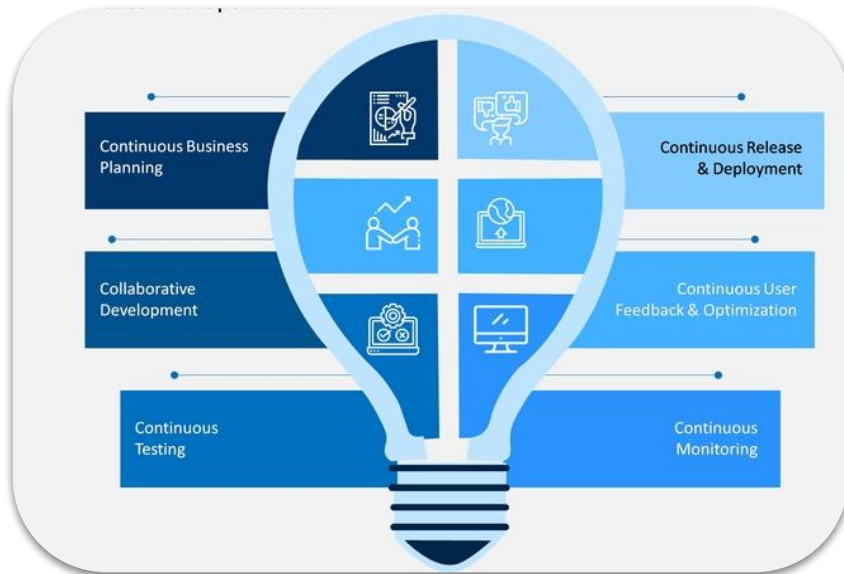 Continuous Business
Planning
Continuous Release
& Deployment
Collaborative
Development
Continuous User
Feedback & Optimization
Continuous
Testing
Continuous
Monitoring